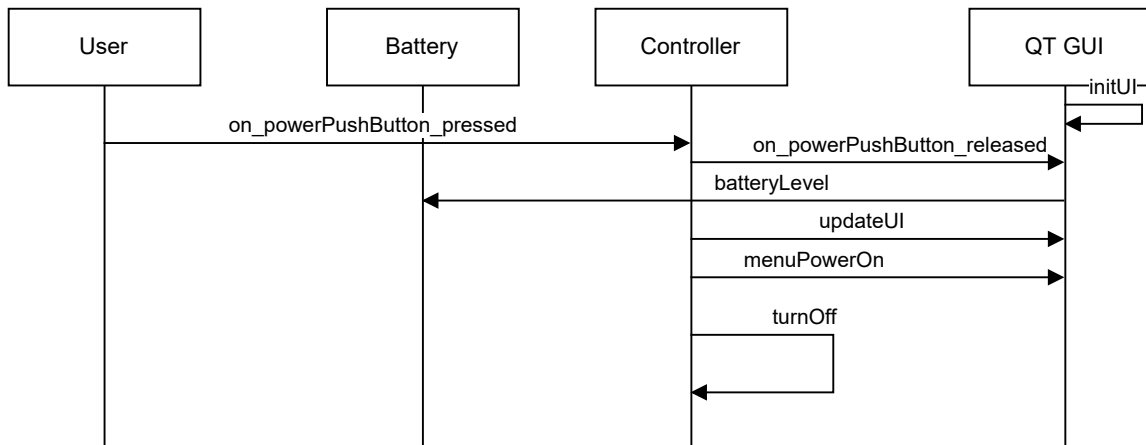 User
Battery
Controller
QT GUI
initUI
on_powerPushButton_pressed
on_powerPushButton_released
batteryLevel
updateUI
menuPowerOn
turnOff